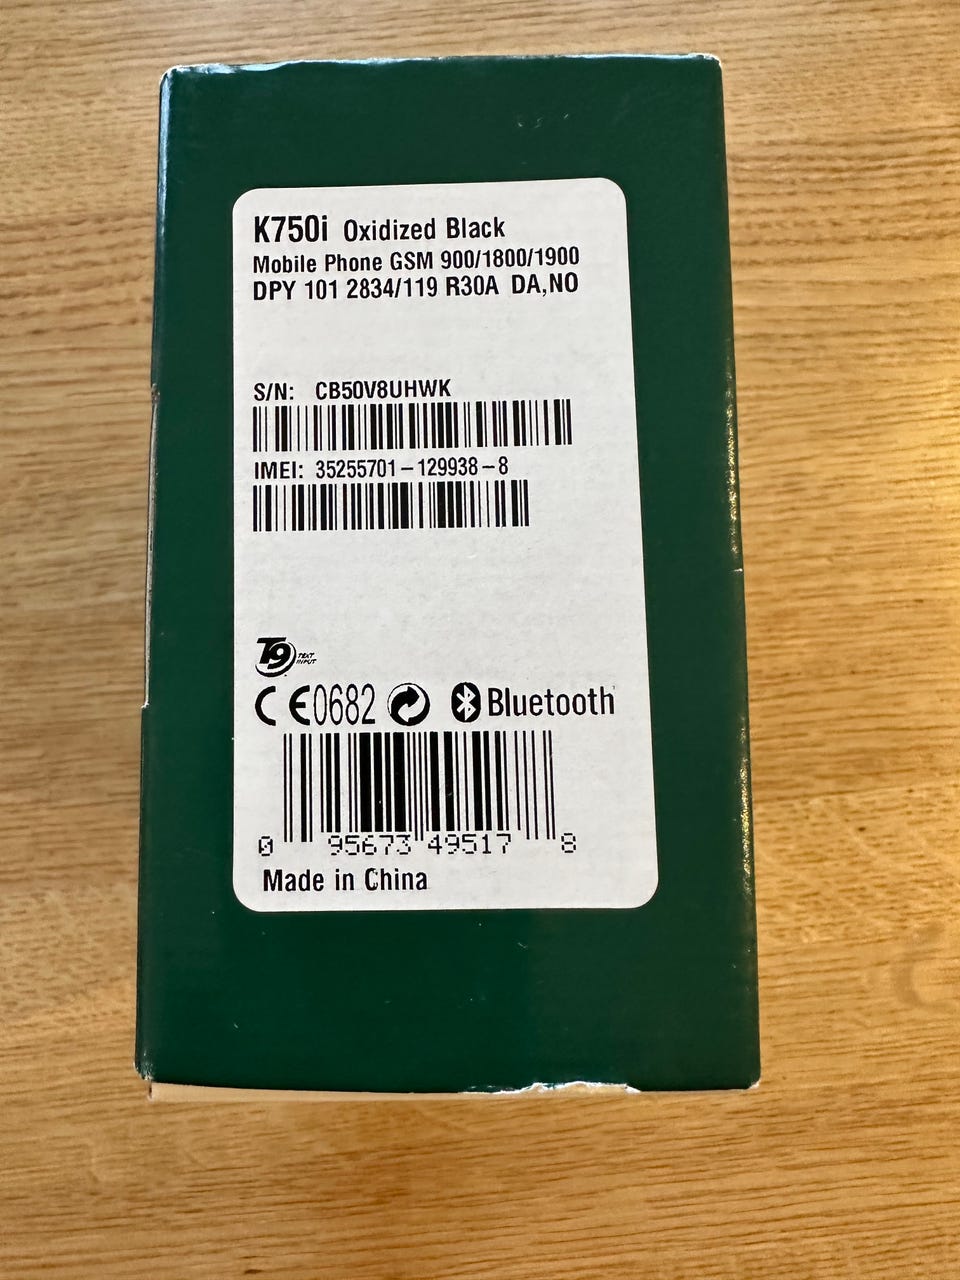 K750i Oxidized Black
Mobile Phone GSM 900/1800/1900
DPY 101 2834/119 R30A DA,NO
S/N: CB50V8UHWK
IMEI: 35255701-129938-8
T9 TEXT INPUT
CE0682 Bluetooth
0 95673 49517 8
Made in China